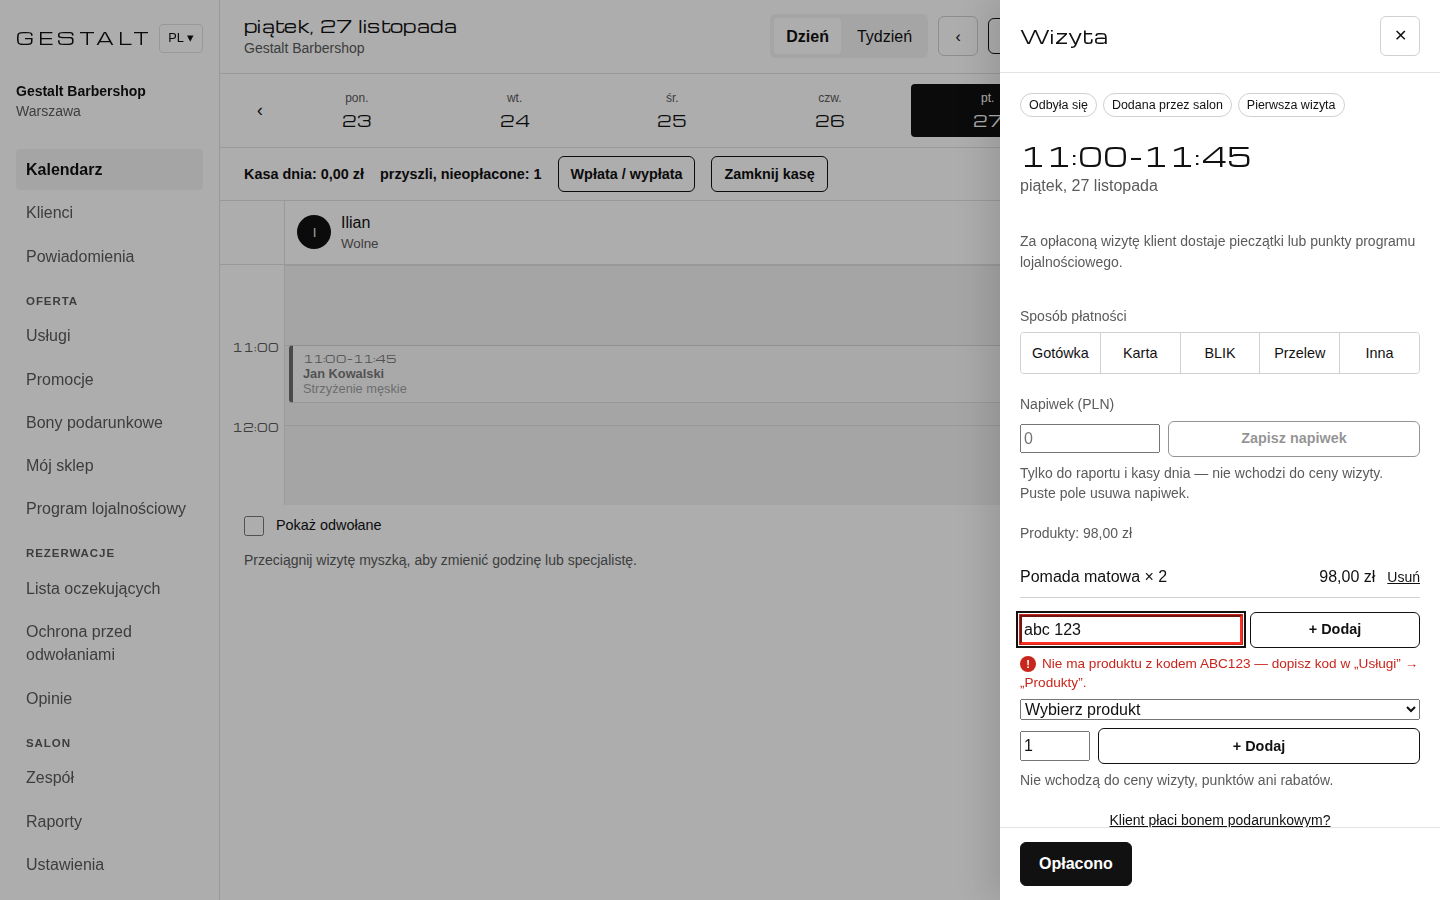 GESTALT
PL ▾
Gestalt Barbershop
Warszawa
Kalendarz
Klienci
Powiadomienia
OFERTA
Usługi
Promocje
Bony podarunkowe
Mój sklep
Program lojalnościowy
REZERWACJE
Lista oczekujących
Ochrona przed
odwołaniami
Opinie
SALON
Zespół
Raporty
Ustawienia
piątek, 27 listopada
Gestalt Barbershop
Dzień
Tydzień
‹
‹
pon.
23
wt.
24
śr.
25
czw.
26
pt.
27
Kasa dnia: 0,00 zł
przyszli, nieopłacone: 1
Wpłata / wypłata
Zamknij kasę
I
Ilian
Wolne
11:00
11:00-11:45
Jan Kowalski
Strzyżenie męskie
12:00
Pokaż odwołane
Przeciągnij wizytę myszką, aby zmienić godzinę lub specjalistę.
Wizyta
✕
Odbyła się
Dodana przez salon
Pierwsza wizyta
11:00-11:45
piątek, 27 listopada
Za opłaconą wizytę klient dostaje pieczątki lub punkty programu
lojalnościowego.
Sposób płatności
Gotówka
Karta
BLIK
Przelew
Inna
Napiwek (PLN)
0
Zapisz napiwek
Tylko do raportu i kasy dnia — nie wchodzi do ceny wizyty.
Puste pole usuwa napiwek.
Produkty: 98,00 zł
Pomada matowa × 2
98,00 zł
Usuń
abc 123
+ Dodaj
! Nie ma produktu z kodem ABC123 — dopisz kod w „Usługi” →
„Produkty”.
Wybierz produkt
1
+ Dodaj
Nie wchodzą do ceny wizyty, punktów ani rabatów.
Klient płaci bonem podarunkowym?
Opłacono